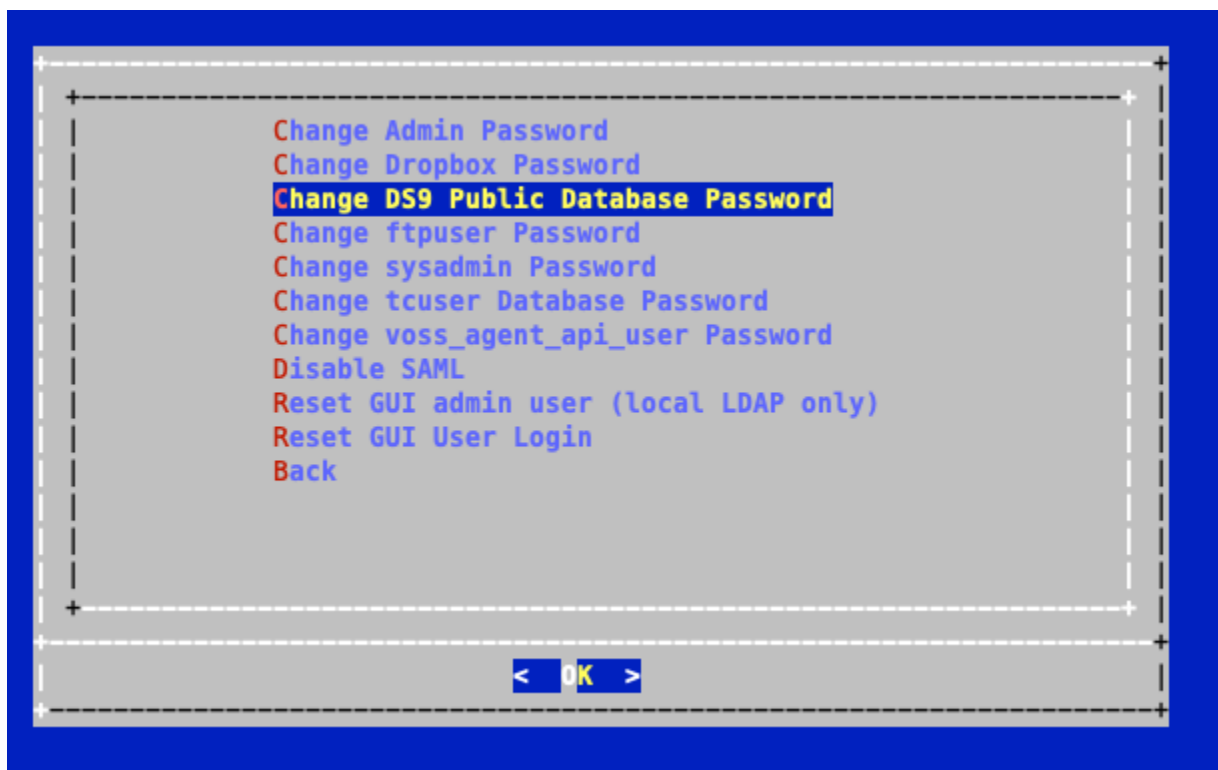 Change Admin Password
Change Dropbox Password
Change DS9 Public Database Password
Change ftpuser Password
Change sysadmin Password
Change tcuser Database Password
Change voss_agent_api_user Password
Disable SAML
Reset GUI admin user (local LDAP only)
Reset GUI User Login
Back
<  OK  >